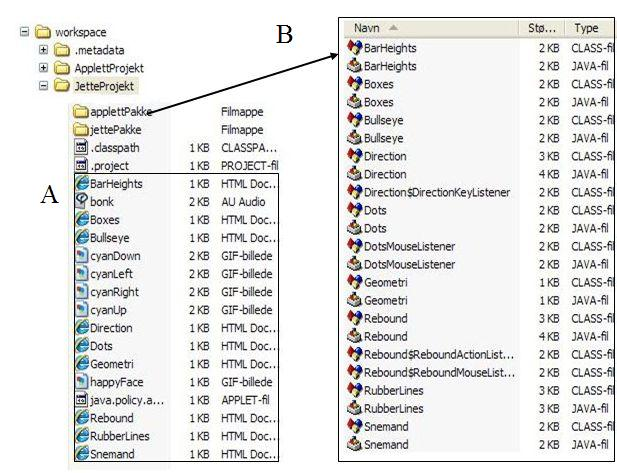 workspace
.metadata
ApplettProjekt
JetteProjekt
applettPakke Filmappe
jettePakke Filmappe
.classpath 1 KB CLASSPA...
.project 1 KB PROJECT-fil
A
BarHeights 1 KB HTML Doc...
bonk 2 KB AU Audio
Boxes 1 KB HTML Doc...
Bullseye 1 KB HTML Doc...
cyanDown 2 KB GIF-billede
cyanLeft 2 KB GIF-billede
cyanRight 2 KB GIF-billede
cyanUp 2 KB GIF-billede
Direction 1 KB HTML Doc...
Dots 1 KB HTML Doc...
Geometri 1 KB HTML Doc...
happyFace 1 KB GIF-billede
java.policy.a... 1 KB APPLET-fil
Rebound 1 KB HTML Doc...
RubberLines 1 KB HTML Doc...
Snemand 1 KB HTML Doc...
B
Navn Stø... Type
BarHeights 2 KB CLASS-fil
BarHeights 2 KB JAVA-fil
Boxes 2 KB CLASS-fil
Boxes 2 KB JAVA-fil
Bullseye 2 KB CLASS-fil
Bullseye 2 KB JAVA-fil
Direction 3 KB CLASS-fil
Direction 4 KB JAVA-fil
Direction$DirectionKeyListener 2 KB CLASS-fil
Dots 2 KB CLASS-fil
Dots 2 KB JAVA-fil
DotsMouseListener 2 KB CLASS-fil
DotsMouseListener 2 KB JAVA-fil
Geometri 1 KB CLASS-fil
Geometri 1 KB JAVA-fil
Rebound 3 KB CLASS-fil
Rebound 4 KB JAVA-fil
Rebound$ReboundActionList... 2 KB CLASS-fil
Rebound$ReboundMouseList... 2 KB CLASS-fil
RubberLines 3 KB CLASS-fil
RubberLines 3 KB JAVA-fil
Snemand 2 KB CLASS-fil
Snemand 2 KB JAVA-fil